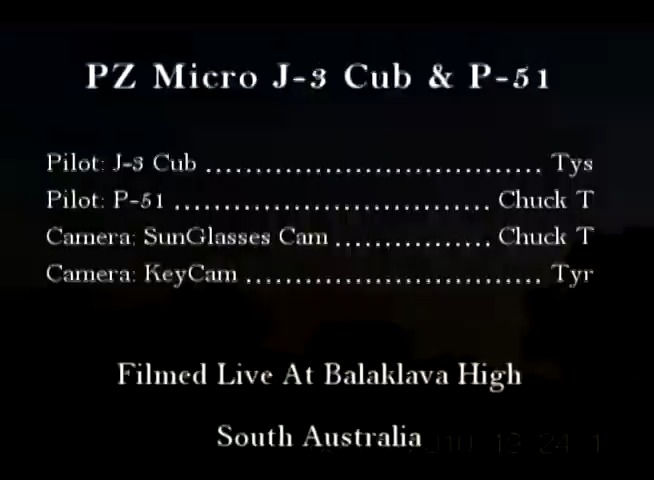 PZ Micro J-3 Cub & P-51
Pilot: J-3 Cub .................................. Tys
Pilot: P-51 ................................ Chuck T
Camera: SunGlasses Cam ................ Chuck T
Camera: KeyCam .............................. Tyr
Filmed Live At Balaklava High
South Australia